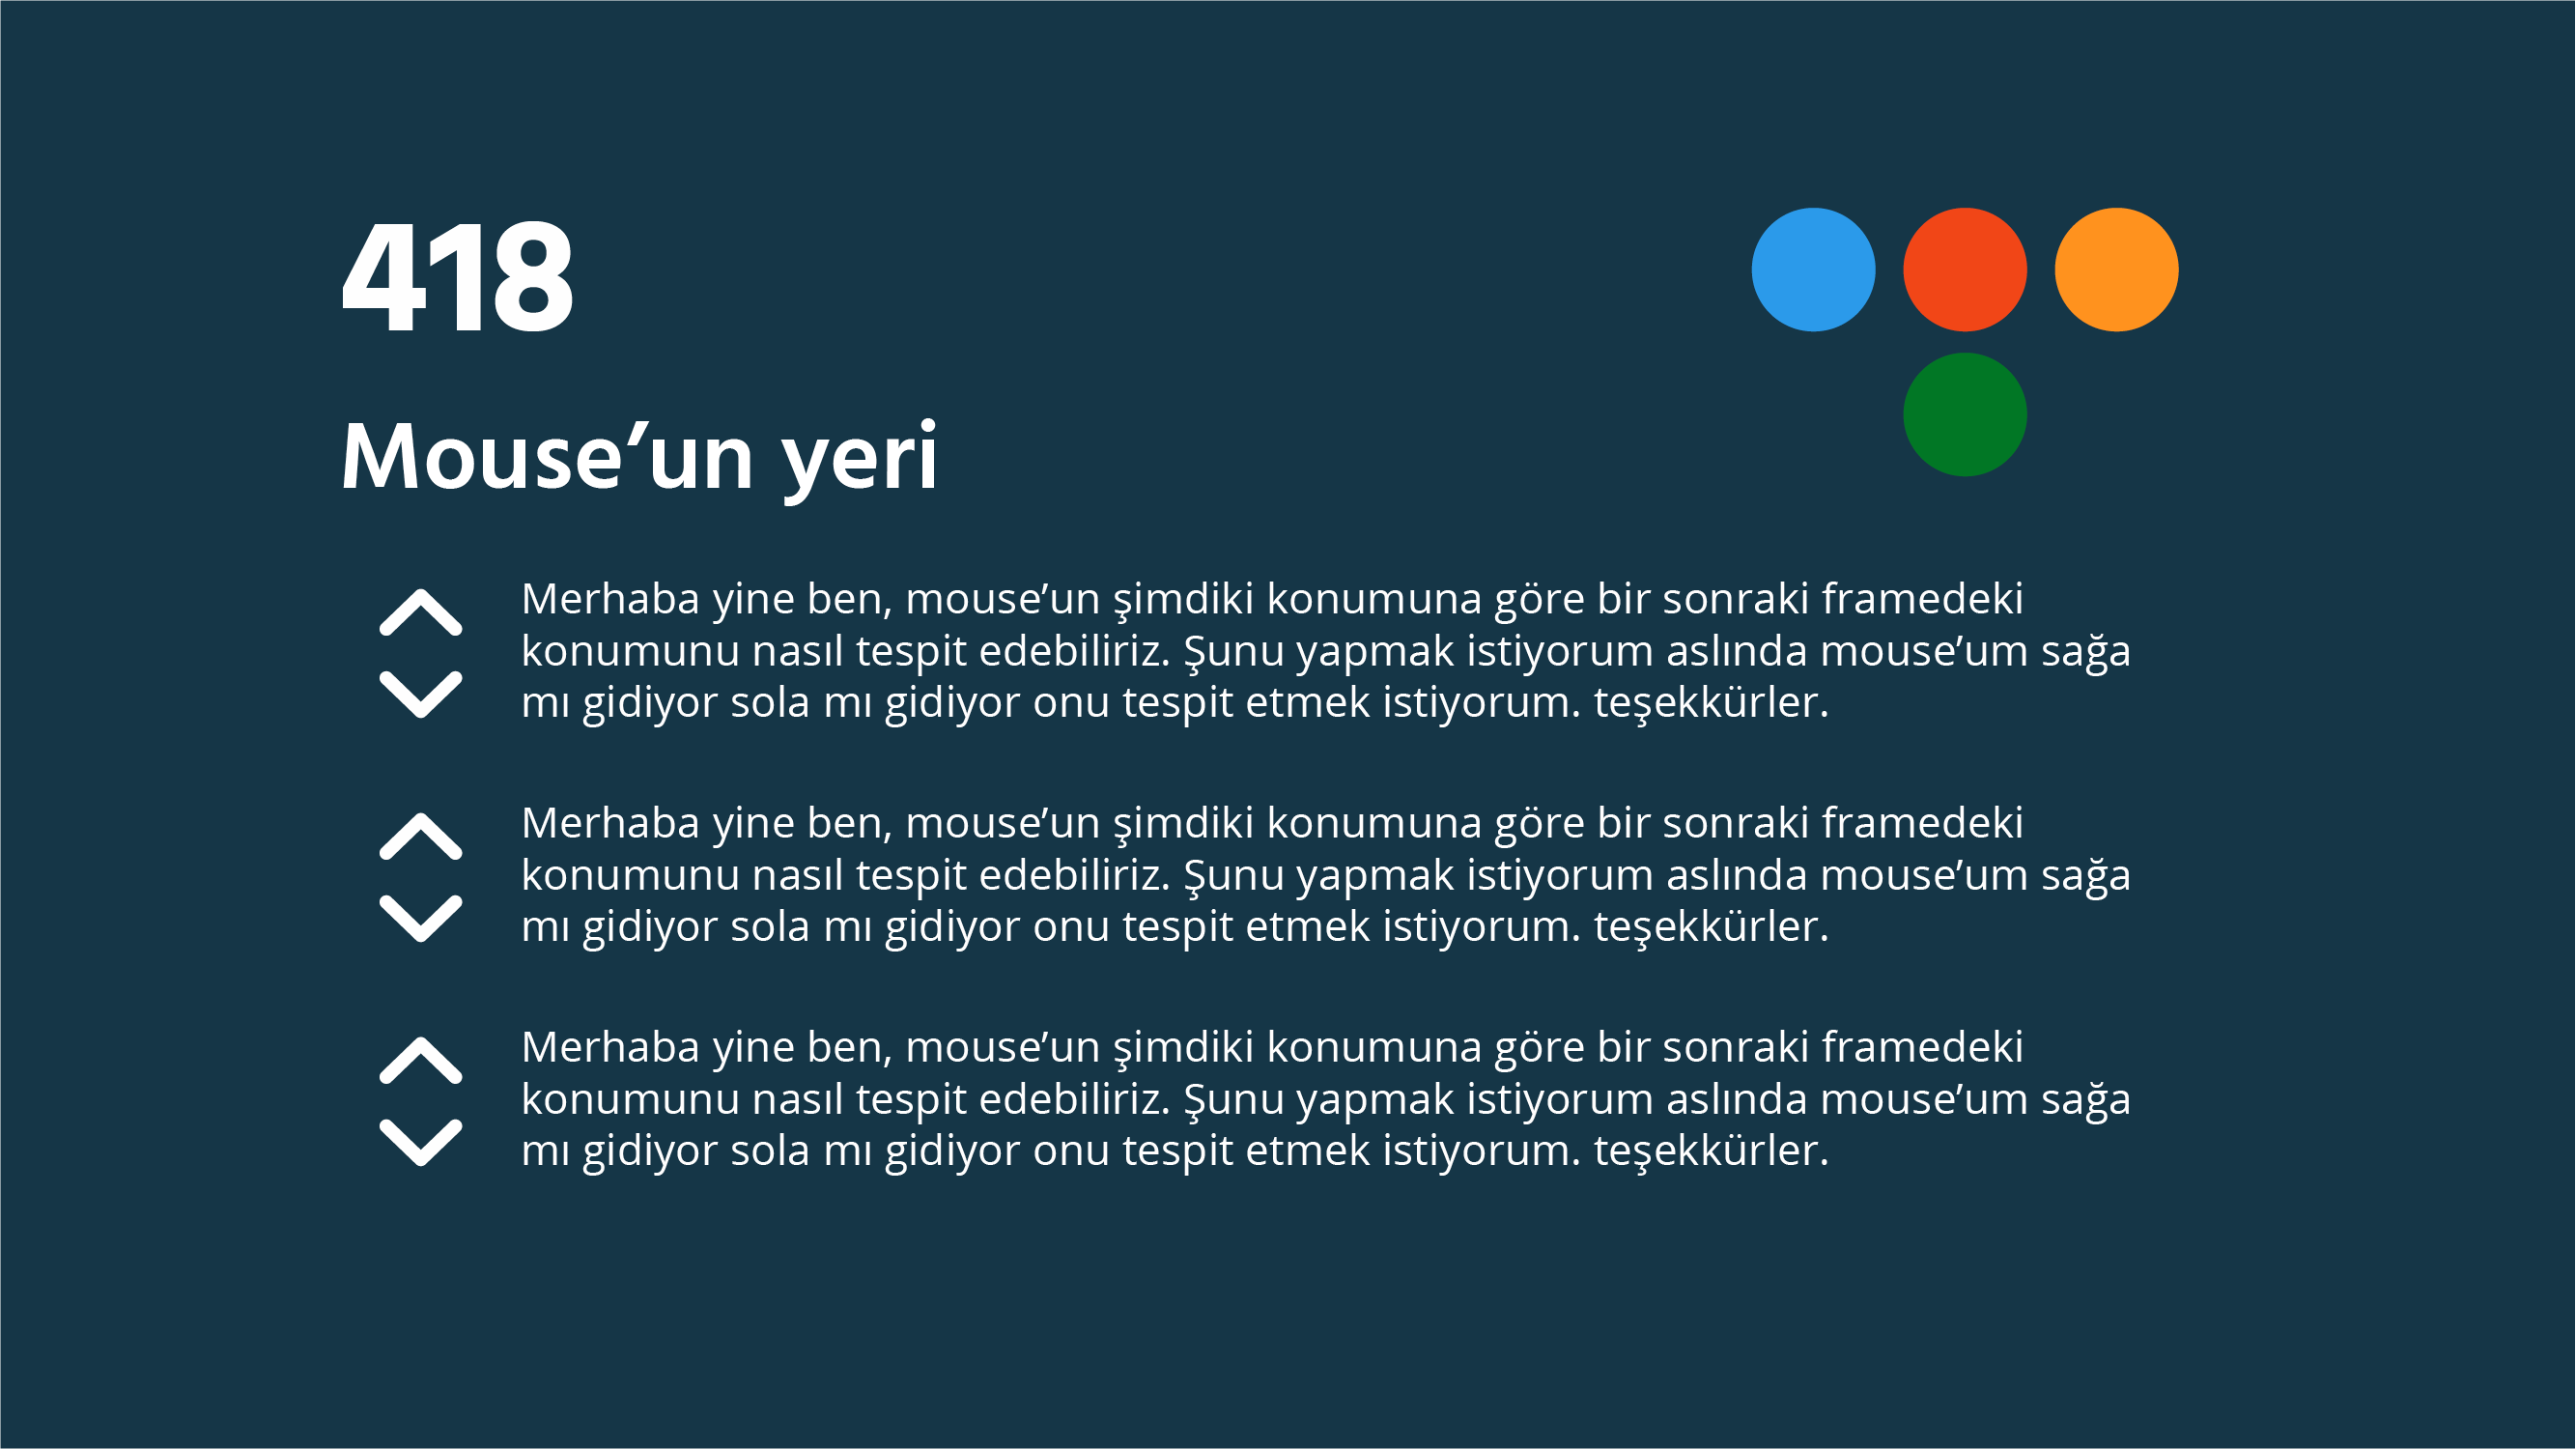 418
Mouse’un yeri
Merhaba yine ben, mouse’un şimdiki konumuna göre bir sonraki framedeki
konumunu nasıl tespit edebiliriz. Şunu yapmak istiyorum aslında mouse’um sağa
mı gidiyor sola mı gidiyor onu tespit etmek istiyorum. teşekkürler.
Merhaba yine ben, mouse’un şimdiki konumuna göre bir sonraki framedeki
konumunu nasıl tespit edebiliriz. Şunu yapmak istiyorum aslında mouse’um sağa
mı gidiyor sola mı gidiyor onu tespit etmek istiyorum. teşekkürler.
Merhaba yine ben, mouse’un şimdiki konumuna göre bir sonraki framedeki
konumunu nasıl tespit edebiliriz. Şunu yapmak istiyorum aslında mouse’um sağa
mı gidiyor sola mı gidiyor onu tespit etmek istiyorum. teşekkürler.